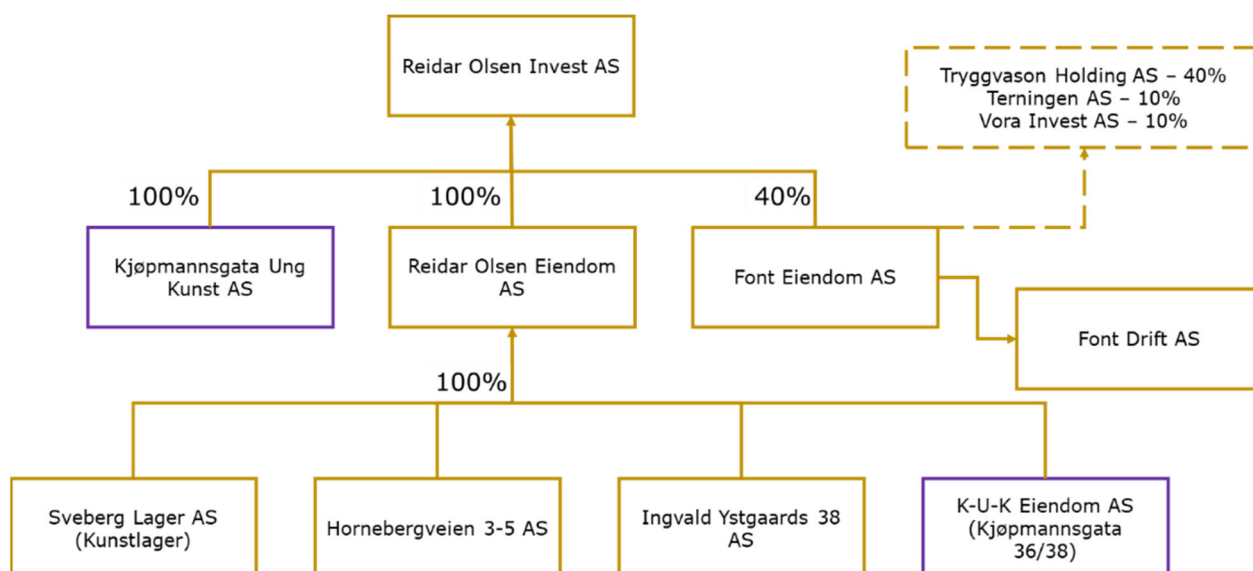 Reidar Olsen Invest AS
Tryggvason Holding AS – 40%
Terningen AS – 10%
Vora Invest AS – 10%
100%
100%
40%
Kjøpmannsgata Ung
Kunst AS
Reidar Olsen Eiendom
AS
Font Eiendom AS
Font Drift AS
100%
Sveberg Lager AS
(Kunstlager)
Hornebergveien 3-5 AS
Ingvald Ystgaards 38
AS
K-U-K Eiendom AS
(Kjøpmannsgata
36/38)